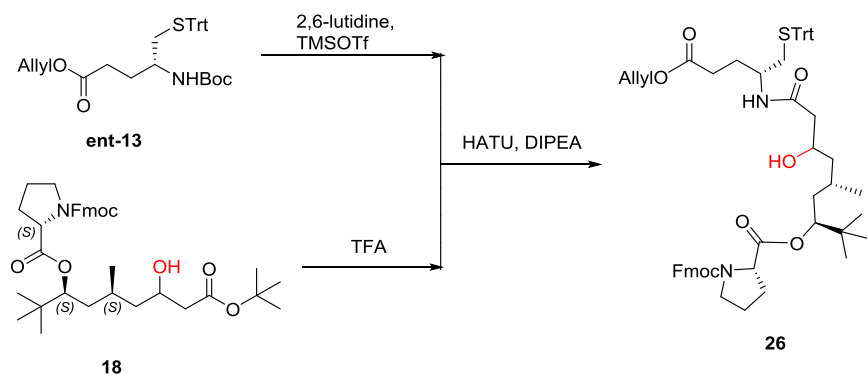 STrt
AllylO
O
NHBoc
ent-13
2,6-lutidine,
TMSOTf
NFmoc
(S)
O
O
(S)
(S)
OH
O
O
18
TFA
HATU, DIPEA
STrt
O
AllylO
N
H
O
HO
O
O
FmocN
26